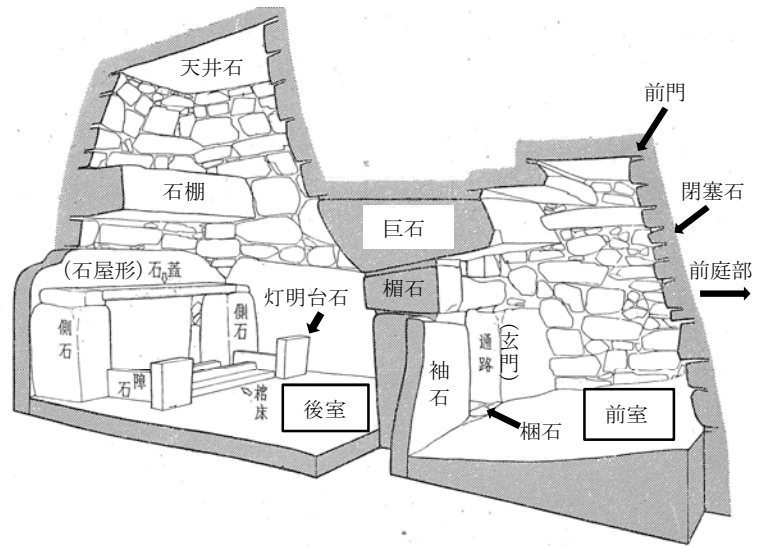 天井石
前門
石棚
閉塞石
巨石
前庭部
(石屋形)
石蓋
灯明台石
楣石
側石
側石
石障
棺床
後室
袖石
通路
(玄門)
梱石
前室